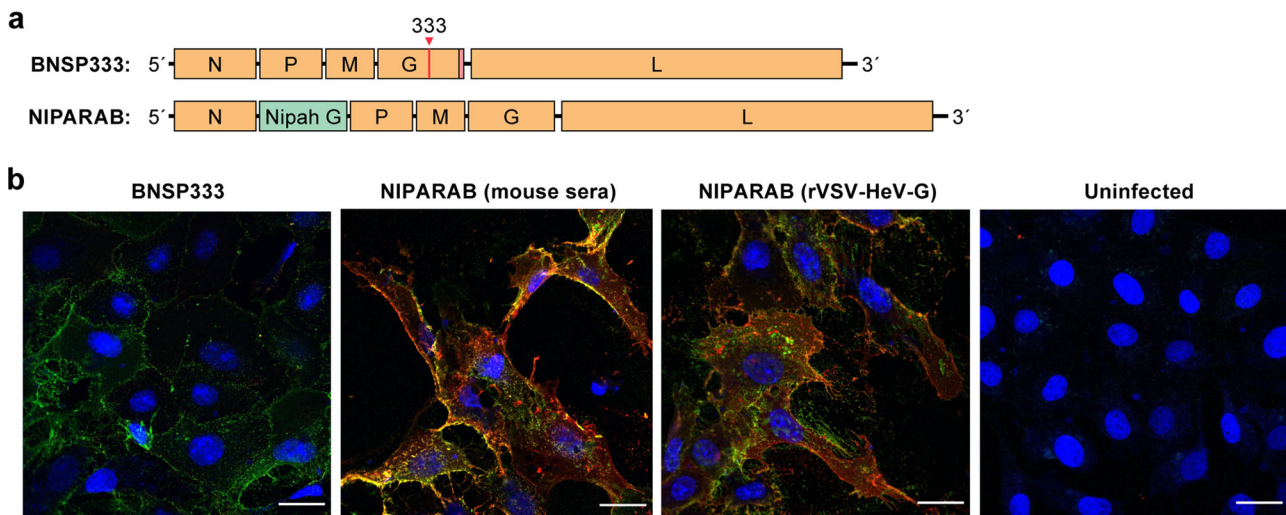 a
333
BNSP333: 5´ N P M G L 3´
NIPARAB: 5´ N Nipah G P M G L 3´
b
BNSP333 NIPARAB (mouse sera) NIPARAB (rVSV-HeV-G) Uninfected